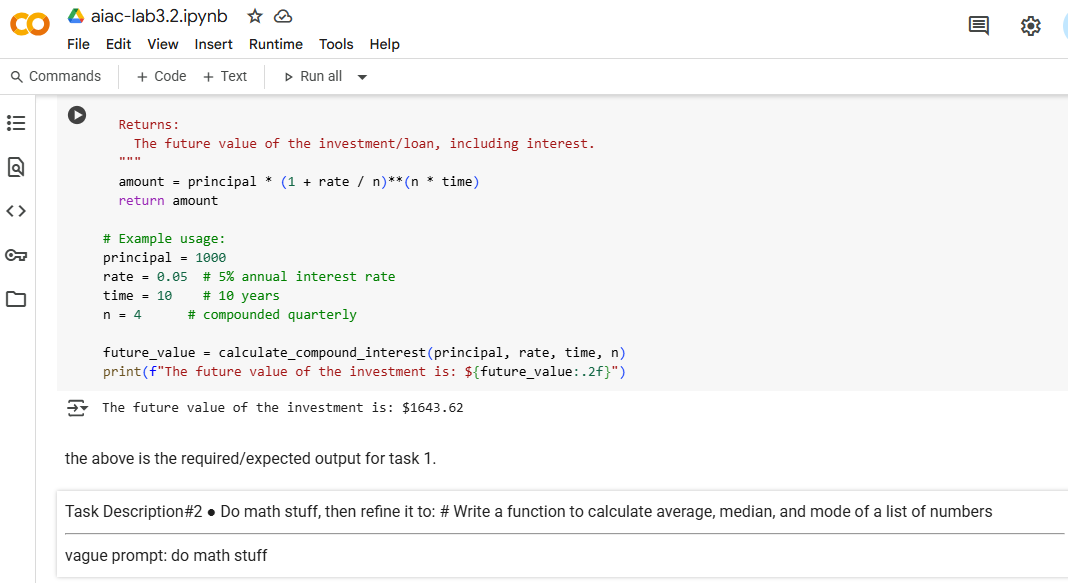 aiac-lab3.2.ipynb
File Edit View Insert Runtime Tools Help
Commands + Code + Text Run all
Returns:
The future value of the investment/loan, including interest.
"""
amount = principal * (1 + rate / n)**(n * time)
return amount
# Example usage:
principal = 1000
rate = 0.05 # 5% annual interest rate
time = 10 # 10 years
n = 4 # compounded quarterly
future_value = calculate_compound_interest(principal, rate, time, n)
print(f"The future value of the investment is: ${future_value:.2f}")
The future value of the investment is: $1643.62
the above is the required/expected output for task 1.
Task Description#2 ● Do math stuff, then refine it to: # Write a function to calculate average, median, and mode of a list of numbers
vague prompt: do math stuff